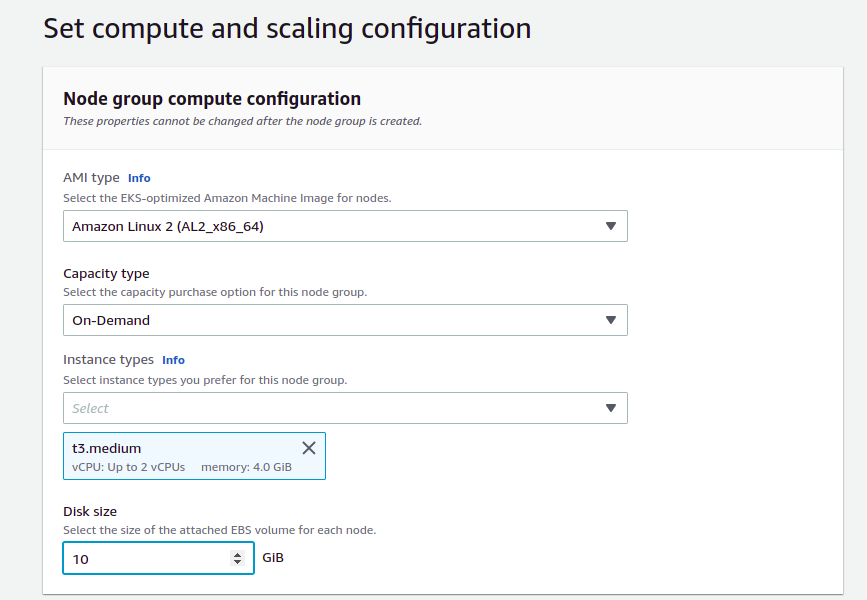 Set compute and scaling configuration
Node group compute configuration
These properties cannot be changed after the node group is created.
AMI type Info
Select the EKS-optimized Amazon Machine Image for nodes.
Amazon Linux 2 (AL2_x86_64)
Capacity type
Select the capacity purchase option for this node group.
On-Demand
Instance types Info
Select instance types you prefer for this node group.
Select
t3.medium
vCPU: Up to 2 vCPUs memory: 4.0 GiB
Disk size
Select the size of the attached EBS volume for each node.
10 GiB